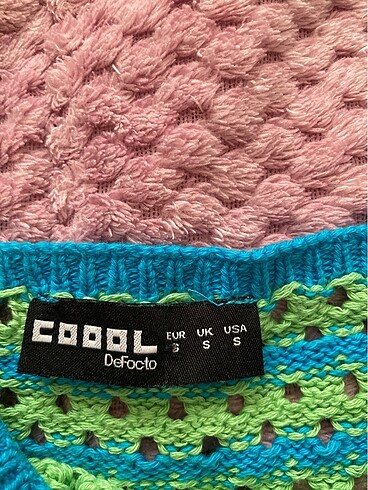 COOOL
DeFacto
EUR UK USA
S S S